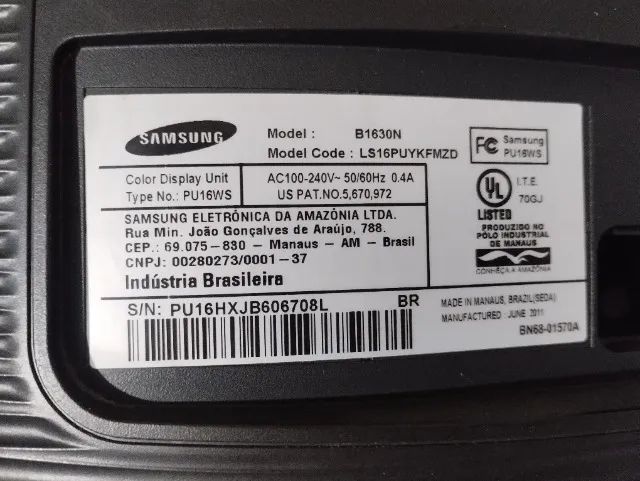 SAMSUNG
Model : B1630N
Model Code : LS16PUYKFMZD
FC Samsung
PU16WS
Color Display Unit
Type No.: PU16WS
AC100-240V~ 50/60Hz 0.4A
US PAT.NO.5,670,972
UL
LISTED
I.T.E.
70GJ
SAMSUNG ELETRÔNICA DA AMAZÔNIA LTDA.
Rua Min. João Gonçalves de Araújo, 788.
CEP.: 69.075-830 - Manaus - AM - Brasil
CNPJ: 00280273/0001-37
Indústria Brasileira
PRODUZIDO NO
PÓLO INDUSTRIAL
DE MANAUS
CONHEÇA A AMAZÔNIA
S/N: PU16HXJB606708L BR
MADE IN MANAUS, BRAZIL(SEDA)
MANUFACTURED : JUNE 2011
BN68-01570A